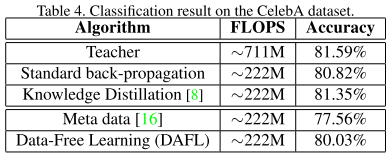 Table 4. Classification result on the CelebA dataset.
Algorithm FLOPS Accuracy
Teacher ~711M 81.59%
Standard back-propagation ~222M 80.82%
Knowledge Distillation [8] ~222M 81.35%
Meta data [16] ~222M 77.56%
Data-Free Learning (DAFL) ~222M 80.03%